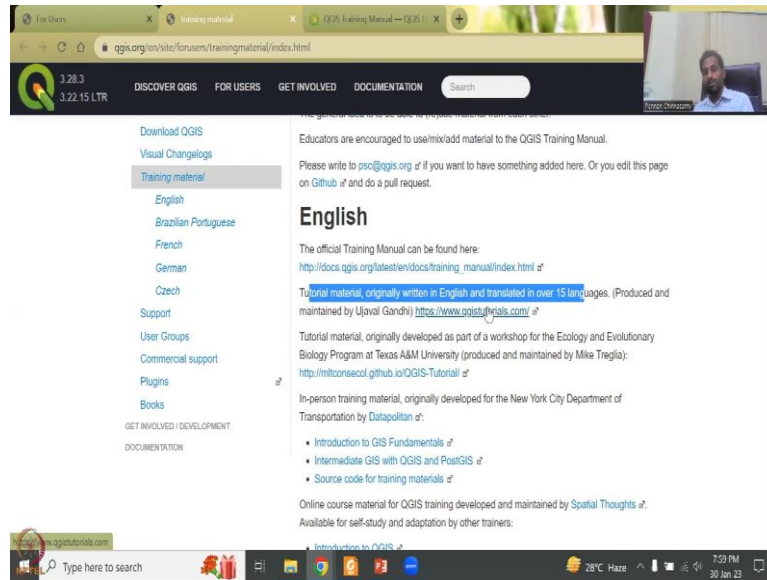 For Users
Training material
QGIS Training Manual — QGIS
qgis.org/en/site/forusers/trainingmaterial/index.html
3.28.3
3.22.15 LTR
DISCOVER QGIS
FOR USERS
GET INVOLVED
DOCUMENTATION
Search
Ponnan Chinnasamy
Download QGIS
Visual Changelogs
Training material
English
Brazilian Portuguese
French
German
Czech
Support
User Groups
Commercial support
Plugins
Books
GET INVOLVED / DEVELOPMENT
DOCUMENTATION
Educators are encouraged to use/mix/add material to the QGIS Training Manual.
Please write to psc@qgis.org if you want to have something added here. Or you edit this page
on Github and do a pull request.
English
The official Training Manual can be found here:
http://docs.qgis.org/latest/en/docs/training_manual/index.html
Tutorial material, originally written in English and translated in over 15 languages. (Produced and
maintained by Ujaval Gandhi) https://www.qgistutorials.com/
Tutorial material, originally developed as part of a workshop for the Ecology and Evolutionary
Biology Program at Texas A&M University (produced and maintained by Mike Treglia):
http://mltconsecol.github.io/QGIS-Tutorial/
In-person training material, originally developed for the New York City Department of
Transportation by Datapolitan :
• Introduction to GIS Fundamentals
• Intermediate GIS with QGIS and PostGIS
• Source code for training materials
Online course material for QGIS training developed and maintained by Spatial Thoughts .
Available for self-study and adaptation by other trainers:
• Introduction to QGIS
https://www.qgistutorials.com
NPTEL
Type here to search
28°C Haze
7:59 PM
30 Jan 23